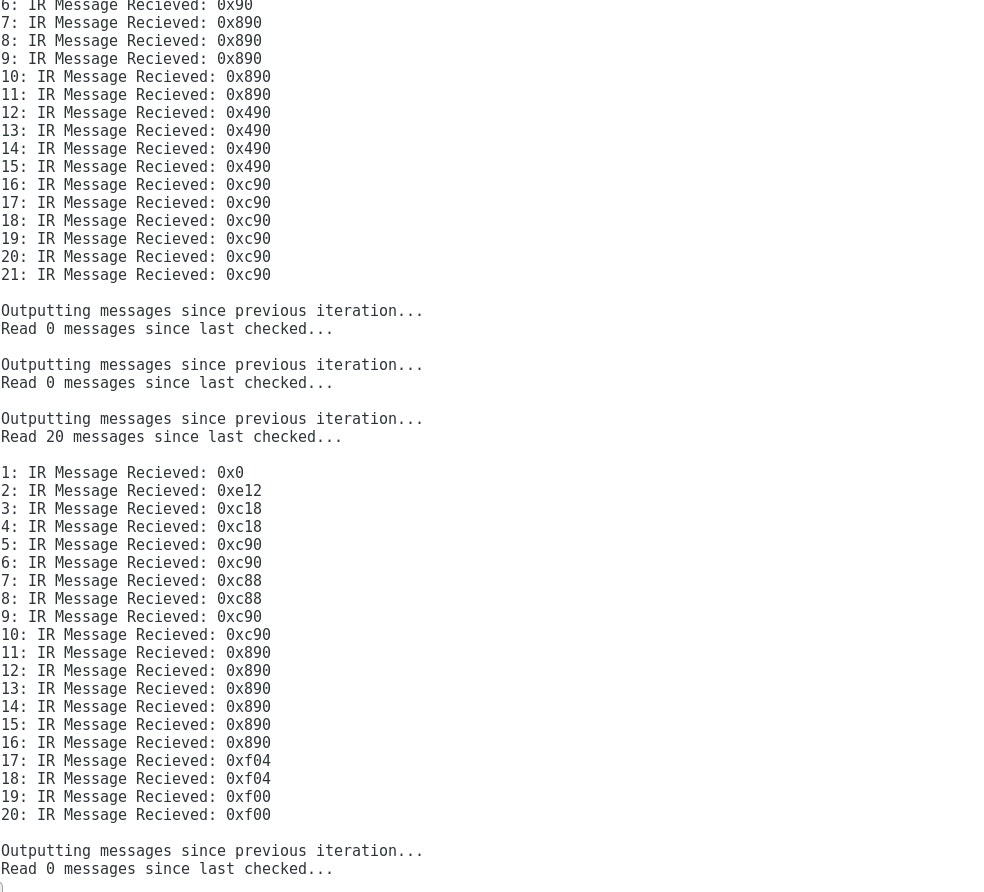 6: IR Message Recieved: 0x90
7: IR Message Recieved: 0x890
8: IR Message Recieved: 0x890
9: IR Message Recieved: 0x890
10: IR Message Recieved: 0x890
11: IR Message Recieved: 0x890
12: IR Message Recieved: 0x490
13: IR Message Recieved: 0x490
14: IR Message Recieved: 0x490
15: IR Message Recieved: 0x490
16: IR Message Recieved: 0xc90
17: IR Message Recieved: 0xc90
18: IR Message Recieved: 0xc90
19: IR Message Recieved: 0xc90
20: IR Message Recieved: 0xc90
21: IR Message Recieved: 0xc90
Outputting messages since previous iteration...
Read 0 messages since last checked...
Outputting messages since previous iteration...
Read 0 messages since last checked...
Outputting messages since previous iteration...
Read 20 messages since last checked...
1: IR Message Recieved: 0x0
2: IR Message Recieved: 0xe12
3: IR Message Recieved: 0xc18
4: IR Message Recieved: 0xc18
5: IR Message Recieved: 0xc90
6: IR Message Recieved: 0xc90
7: IR Message Recieved: 0xc88
8: IR Message Recieved: 0xc88
9: IR Message Recieved: 0xc90
10: IR Message Recieved: 0xc90
11: IR Message Recieved: 0x890
12: IR Message Recieved: 0x890
13: IR Message Recieved: 0x890
14: IR Message Recieved: 0x890
15: IR Message Recieved: 0x890
16: IR Message Recieved: 0x890
17: IR Message Recieved: 0xf04
18: IR Message Recieved: 0xf04
19: IR Message Recieved: 0xf00
20: IR Message Recieved: 0xf00
Outputting messages since previous iteration...
Read 0 messages since last checked...